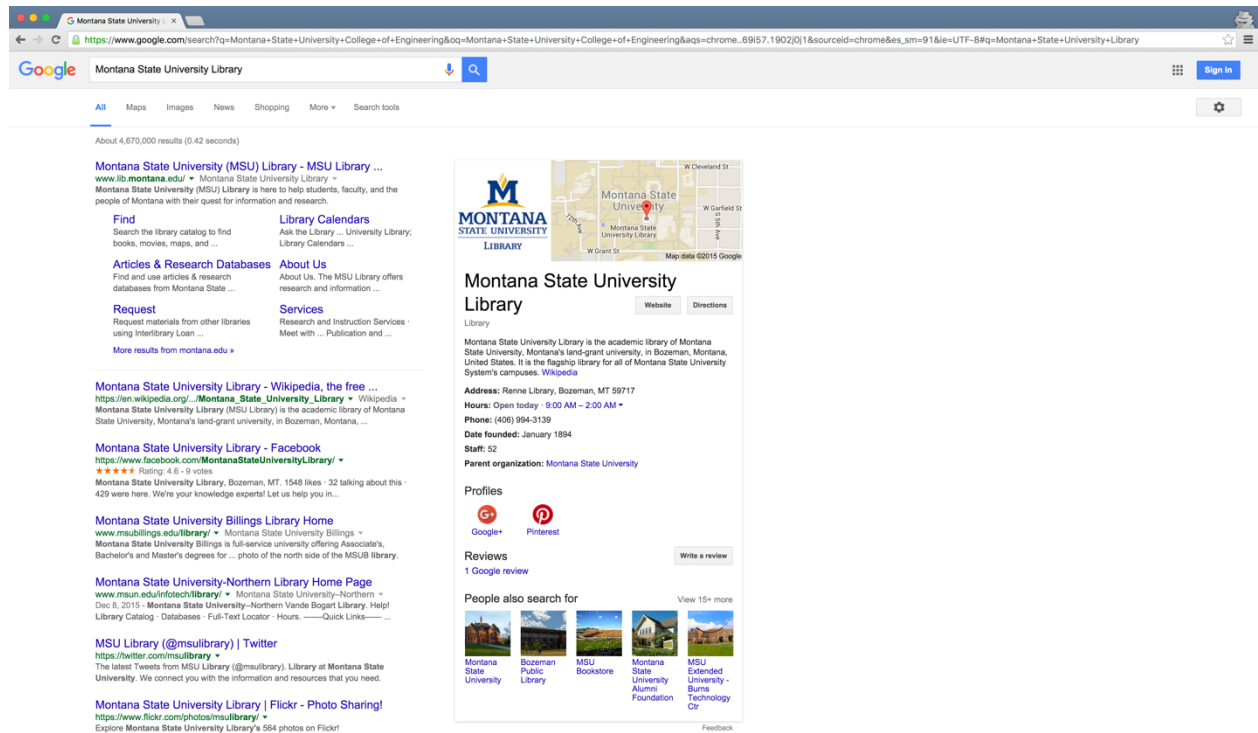 Montana State University L
https://www.google.com/search?q=Montana+State+University+College+of+Engineering&oq=Montana+State+University+College+of+Engineering&aqs=chrome..69i57.1902j0j1&sourceid=chrome&es_sm=91&ie=UTF-8#q=Montana+State+University+Library
Google
Montana State University Library
Sign in
All Maps Images News Shopping More Search tools
About 4,670,000 results (0.42 seconds)
Montana State University (MSU) Library - MSU Library ...
www.lib.montana.edu/ Montana State University Library
Montana State University (MSU) Library is here to help students, faculty, and the
people of Montana with their quest for information and research.
Find
Search the library catalog to find
books, movies, maps, and ...
Library Calendars
Ask the Library ... University Library;
Library Calendars ...
Articles & Research Databases
Find and use articles & research
databases from Montana State ...
About Us
About Us. The MSU Library offers
research and information ...
Request
Request materials from other libraries
using Interlibrary Loan ...
Services
Research and Instruction Services ·
Meet with ... Publication and ...
More results from montana.edu »
Montana State University Library - Wikipedia, the free ...
https://en.wikipedia.org/.../Montana_State_University_Library Wikipedia
Montana State University Library (MSU Library) is the academic library of Montana
State University, Montana's land-grant university, in Bozeman, Montana, ...
Montana State University Library - Facebook
https://www.facebook.com/MontanaStateUniversityLibrary/
Rating: 4.6 - 9 votes
Montana State University Library, Bozeman, MT. 1548 likes · 32 talking about this ·
429 were here. We're your knowledge experts! Let us help you in...
Montana State University Billings Library Home
www.msubillings.edu/library/ Montana State University Billings
Montana State University Billings is full-service university offering Associate's,
Bachelor's and Master's degrees for ... photo of the north side of the MSUB library.
Montana State University-Northern Library Home Page
www.msun.edu/infotech/library/ Montana State University–Northern
Dec 8, 2015 - Montana State University--Northern Vande Bogart Library. Help!
Library Catalog · Databases · Full-Text Locator · Hours. -------Quick Links------ ...
MSU Library (@msulibrary) | Twitter
https://twitter.com/msulibrary
The latest Tweets from MSU Library (@msulibrary). Library at Montana State
University. We connect you with the information and resources that you need.
Montana State University Library | Flickr - Photo Sharing!
https://www.flickr.com/photos/msulibrary/
Explore Montana State University Library's 564 photos on Flickr!
M
MONTANA
STATE UNIVERSITY
LIBRARY
W Cleveland St
Montana State
University
W Garfield St
S 5th Ave
12th Ave
Montana State
University Library
W Grant St
Map data ©2015 Google
Montana State University
Library
Website
Directions
Library
Montana State University Library is the academic library of Montana
State University, Montana's land-grant university, in Bozeman, Montana,
United States. It is the flagship library for all of Montana State University
System's campuses. Wikipedia
Address: Renne Library, Bozeman, MT 59717
Hours: Open today · 9:00 AM – 2:00 AM
Phone: (406) 994-3139
Date founded: January 1894
Staff: 52
Parent organization: Montana State University
Profiles
G+
Google+
Pinterest
Reviews
Write a review
1 Google review
People also search for
View 15+ more
Montana
State
University
Bozeman
Public
Library
MSU
Bookstore
Montana
State
University
Alumni
Foundation
MSU
Extended
University -
Burns
Technology
Ctr
Feedback